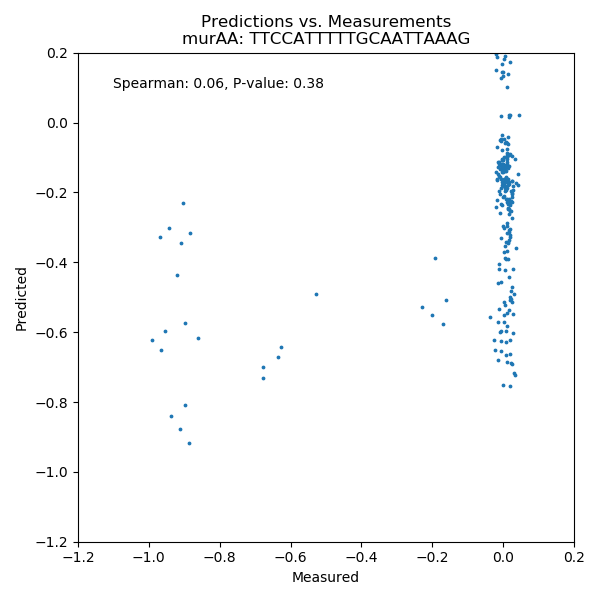 Predictions vs. Measurements
murAA: TTCCATTTTTGCAATTAAAG
Spearman: 0.06, P-value: 0.38
0.2
0.0
−0.2
−0.4
−0.6
−0.8
−1.0
−1.2
Predicted
−1.2 −1.0 −0.8 −0.6 −0.4 −0.2 0.0 0.2
Measured